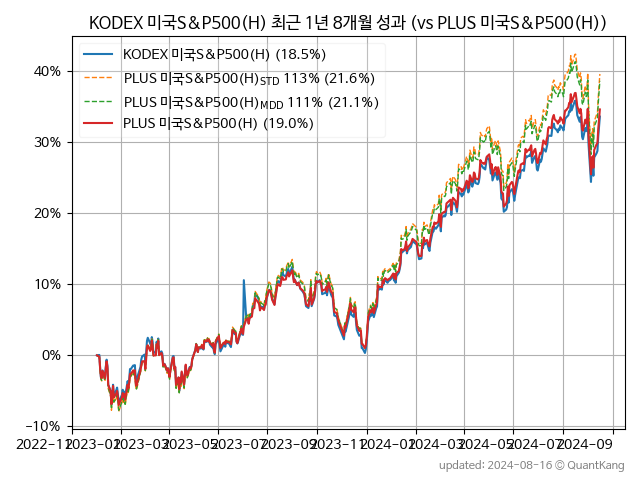 KODEX 미국S&P500(H) 최근 1년 8개월 성과 (vs PLUS 미국S&P500(H))
KODEX 미국S&P500(H) (18.5%)
PLUS 미국S&P500(H)STD 113% (21.6%)
PLUS 미국S&P500(H)MDD 111% (21.1%)
PLUS 미국S&P500(H) (19.0%)
40%
30%
20%
10%
0%
−10%
2022-11 2023-01 2023-03 2023-05 2023-07 2023-09 2023-11 2024-01 2024-03 2024-05 2024-07 2024-09
updated: 2024-08-16 © QuantKang